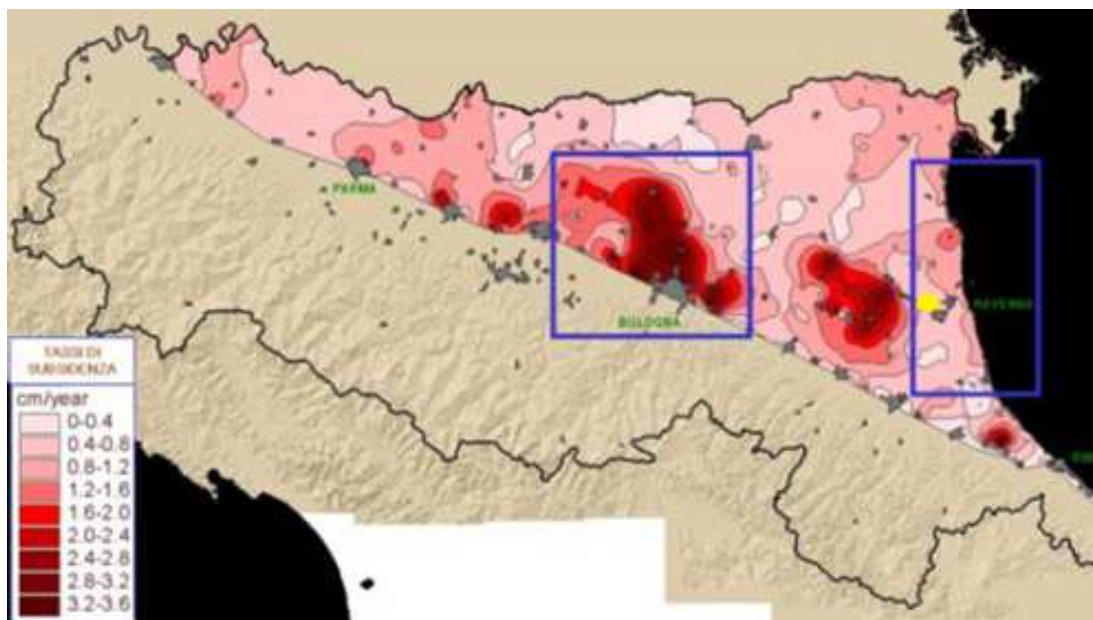 PARMA
BOLOGNA
RAVENNA
TASSI DI
SUBSIDENZA
cm/year
0-0.4
0.4-0.8
0.8-1.2
1.2-1.6
1.6-2.0
2.0-2.4
2.4-2.8
2.8-3.2
3.2-3.6